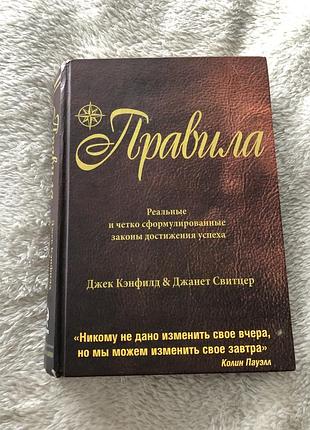 Правила
Реальные
и четко сформулированные
законы достижения успеха
Джек Кэнфилд & Джанет Свитцер
«Никому не дано изменить свое вчера,
но мы можем изменить свое завтра»
Колин Пауэлл